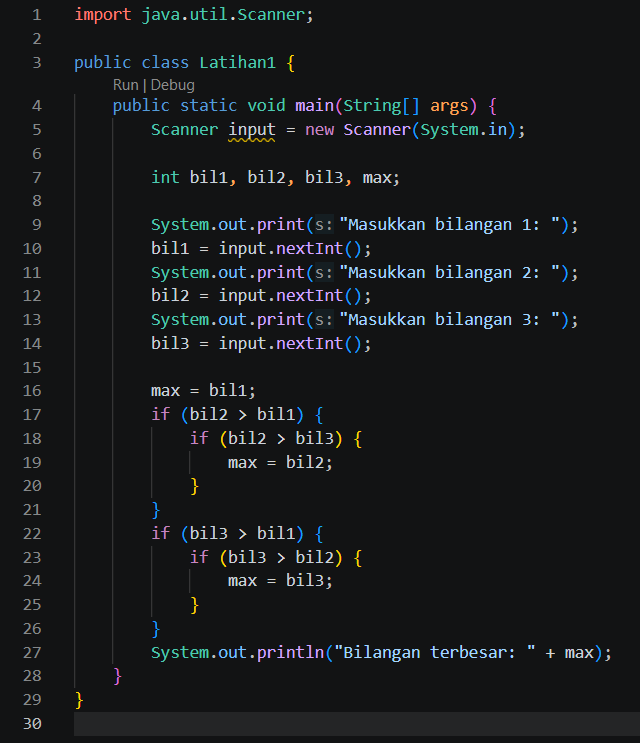 1 import java.util.Scanner;
2
3 public class Latihan1 {
Run | Debug
4 public static void main(String[] args) {
5 Scanner input = new Scanner(System.in);
6
7 int bil1, bil2, bil3, max;
8
9 System.out.print(s: "Masukkan bilangan 1: ");
10 bil1 = input.nextInt();
11 System.out.print(s: "Masukkan bilangan 2: ");
12 bil2 = input.nextInt();
13 System.out.print(s: "Masukkan bilangan 3: ");
14 bil3 = input.nextInt();
15
16 max = bil1;
17 if (bil2 > bil1) {
18 if (bil2 > bil3) {
19 max = bil2;
20 }
21 }
22 if (bil3 > bil1) {
23 if (bil3 > bil2) {
24 max = bil3;
25 }
26 }
27 System.out.println("Bilangan terbesar: " + max);
28 }
29 }
30